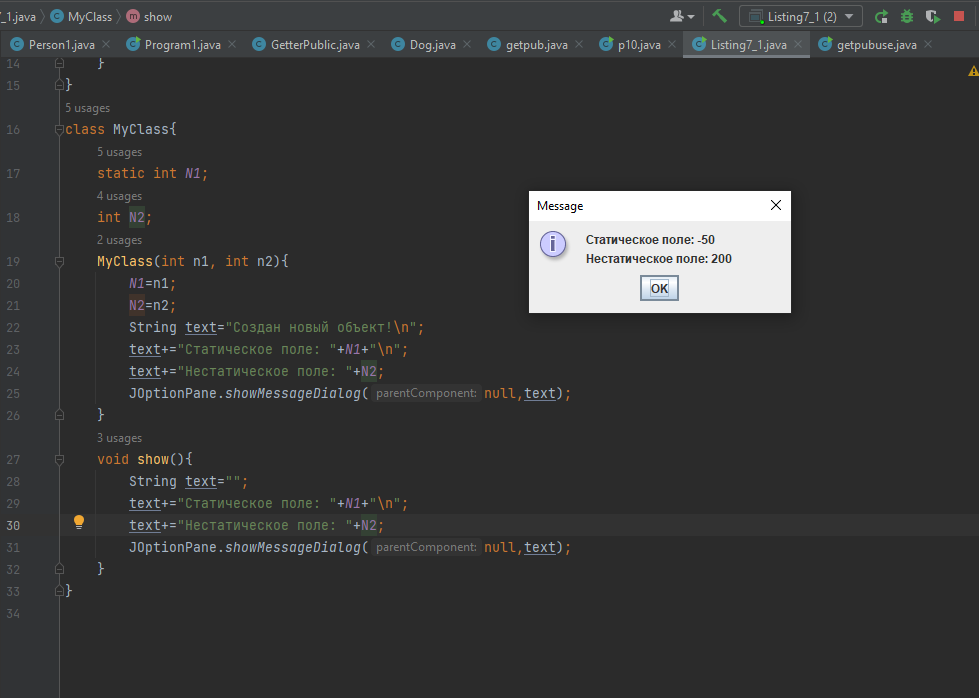 _1.java MyClass m show Listing7_1 (2)
Person1.java Program1.java GetterPublic.java Dog.java getpub.java p10.java Listing7_1.java getpubuse.java
14 }
15 }
5 usages
16 class MyClass{
5 usages
17 static int N1;
4 usages
18 int N2;
2 usages
19 MyClass(int n1, int n2){
20 N1=n1;
21 N2=n2;
22 String text="Создан новый объект!\n";
23 text+="Статическое поле: "+N1+"\n";
24 text+="Нестатическое поле: "+N2;
25 JOptionPane.showMessageDialog( parentComponent: null,text);
26 }
3 usages
27 void show(){
28 String text="";
29 text+="Статическое поле: "+N1+"\n";
30 text+="Нестатическое поле: "+N2;
31 JOptionPane.showMessageDialog( parentComponent: null,text);
32 }
33 }
34
Message
Статическое поле: -50
Нестатическое поле: 200
OK